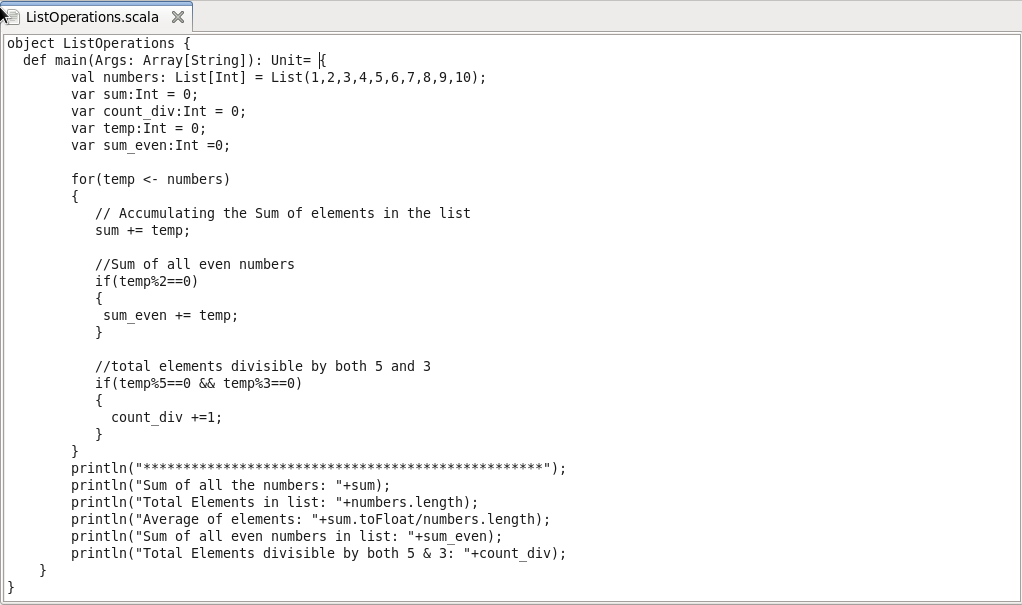 ListOperations.scala
object ListOperations {
  def main(Args: Array[String]): Unit= {
        val numbers: List[Int] = List(1,2,3,4,5,6,7,8,9,10);
        var sum:Int = 0;
        var count_div:Int = 0;
        var temp:Int = 0;
        var sum_even:Int =0;

        for(temp <- numbers)
        {
           // Accumulating the Sum of elements in the list
           sum += temp;

           //Sum of all even numbers
           if(temp%2==0)
           {
            sum_even += temp;
           }

           //total elements divisible by both 5 and 3
           if(temp%5==0 && temp%3==0)
           {
             count_div +=1;
           }
        }
        println("**************************************************");
        println("Sum of all the numbers: "+sum);
        println("Total Elements in list: "+numbers.length);
        println("Average of elements: "+sum.toFloat/numbers.length);
        println("Sum of all even numbers in list: "+sum_even);
        println("Total Elements divisible by both 5 & 3: "+count_div);
    }
}